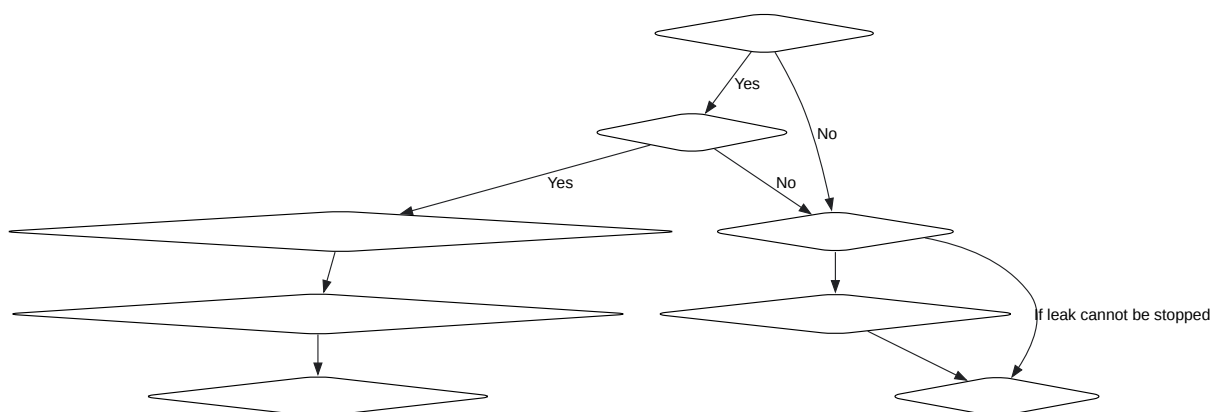 Yes
No
Yes
No
If leak cannot be stopped